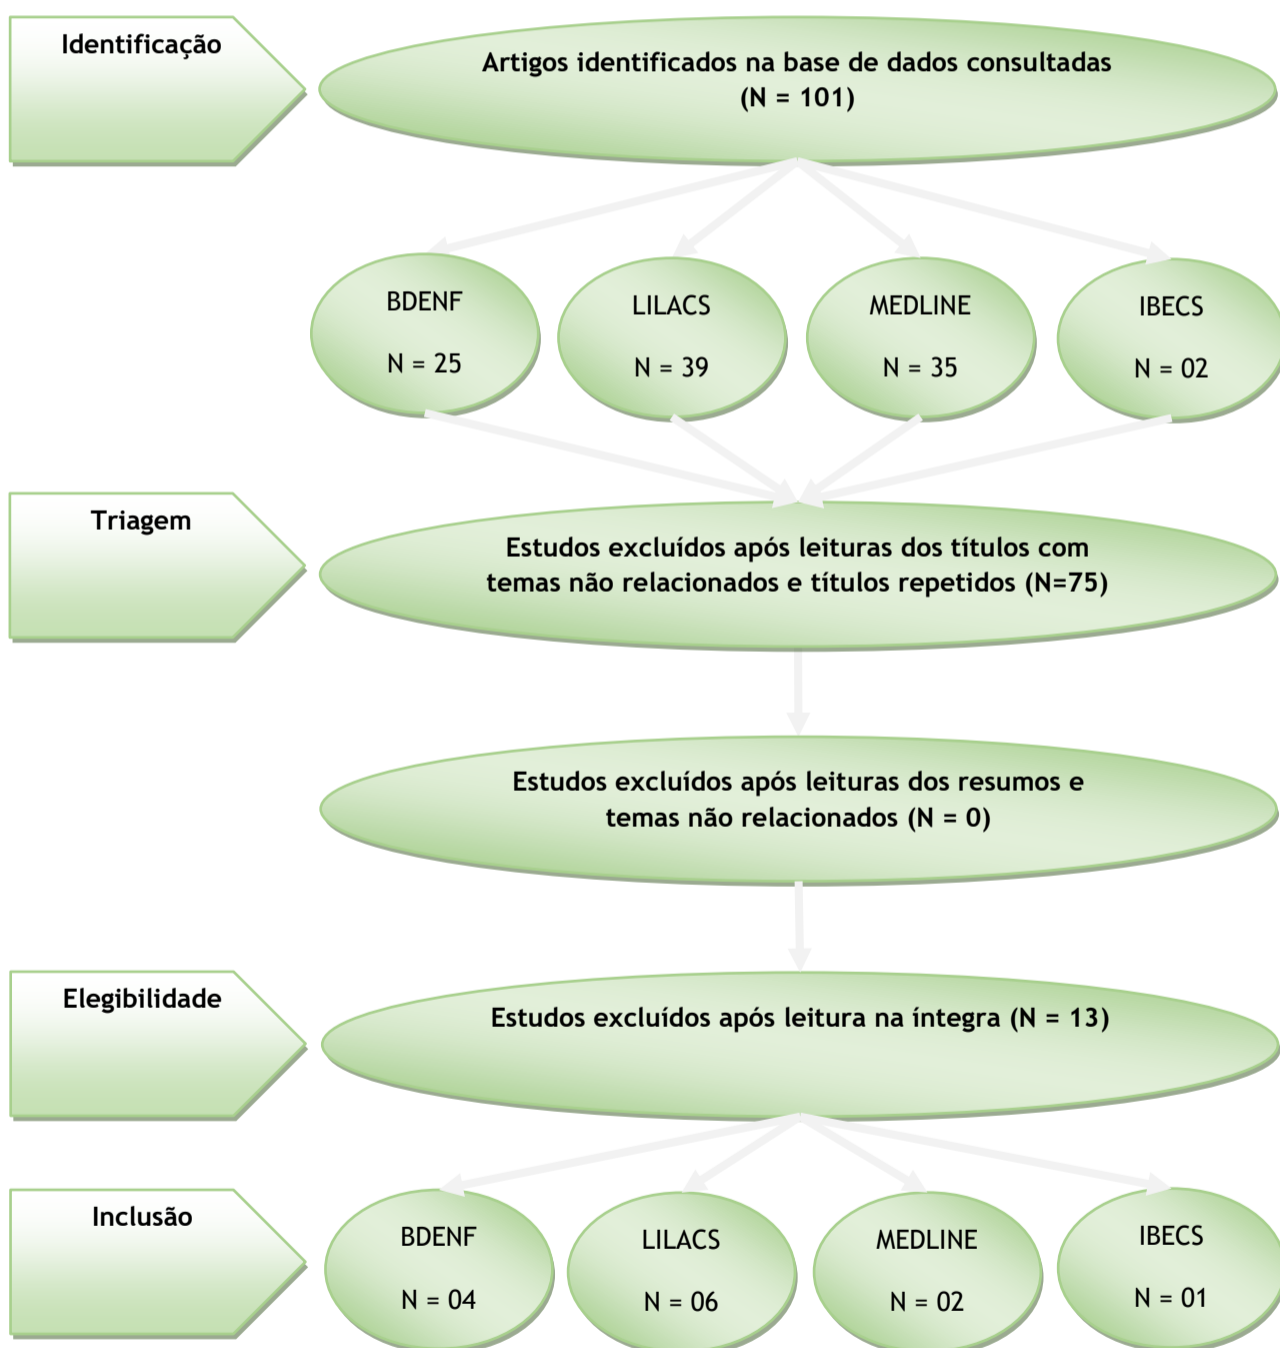 Identificação
Artigos identificados na base de dados consultadas
(N = 101)
BDENF
N = 25
LILACS
N = 39
MEDLINE
N = 35
IBECS
N = 02
Triagem
Estudos excluídos após leituras dos títulos com
temas não relacionados e títulos repetidos (N=75)
Estudos excluídos após leituras dos resumos e
temas não relacionados (N = 0)
Elegibilidade
Estudos excluídos após leitura na íntegra (N = 13)
Inclusão
BDENF
N = 04
LILACS
N = 06
MEDLINE
N = 02
IBECS
N = 01